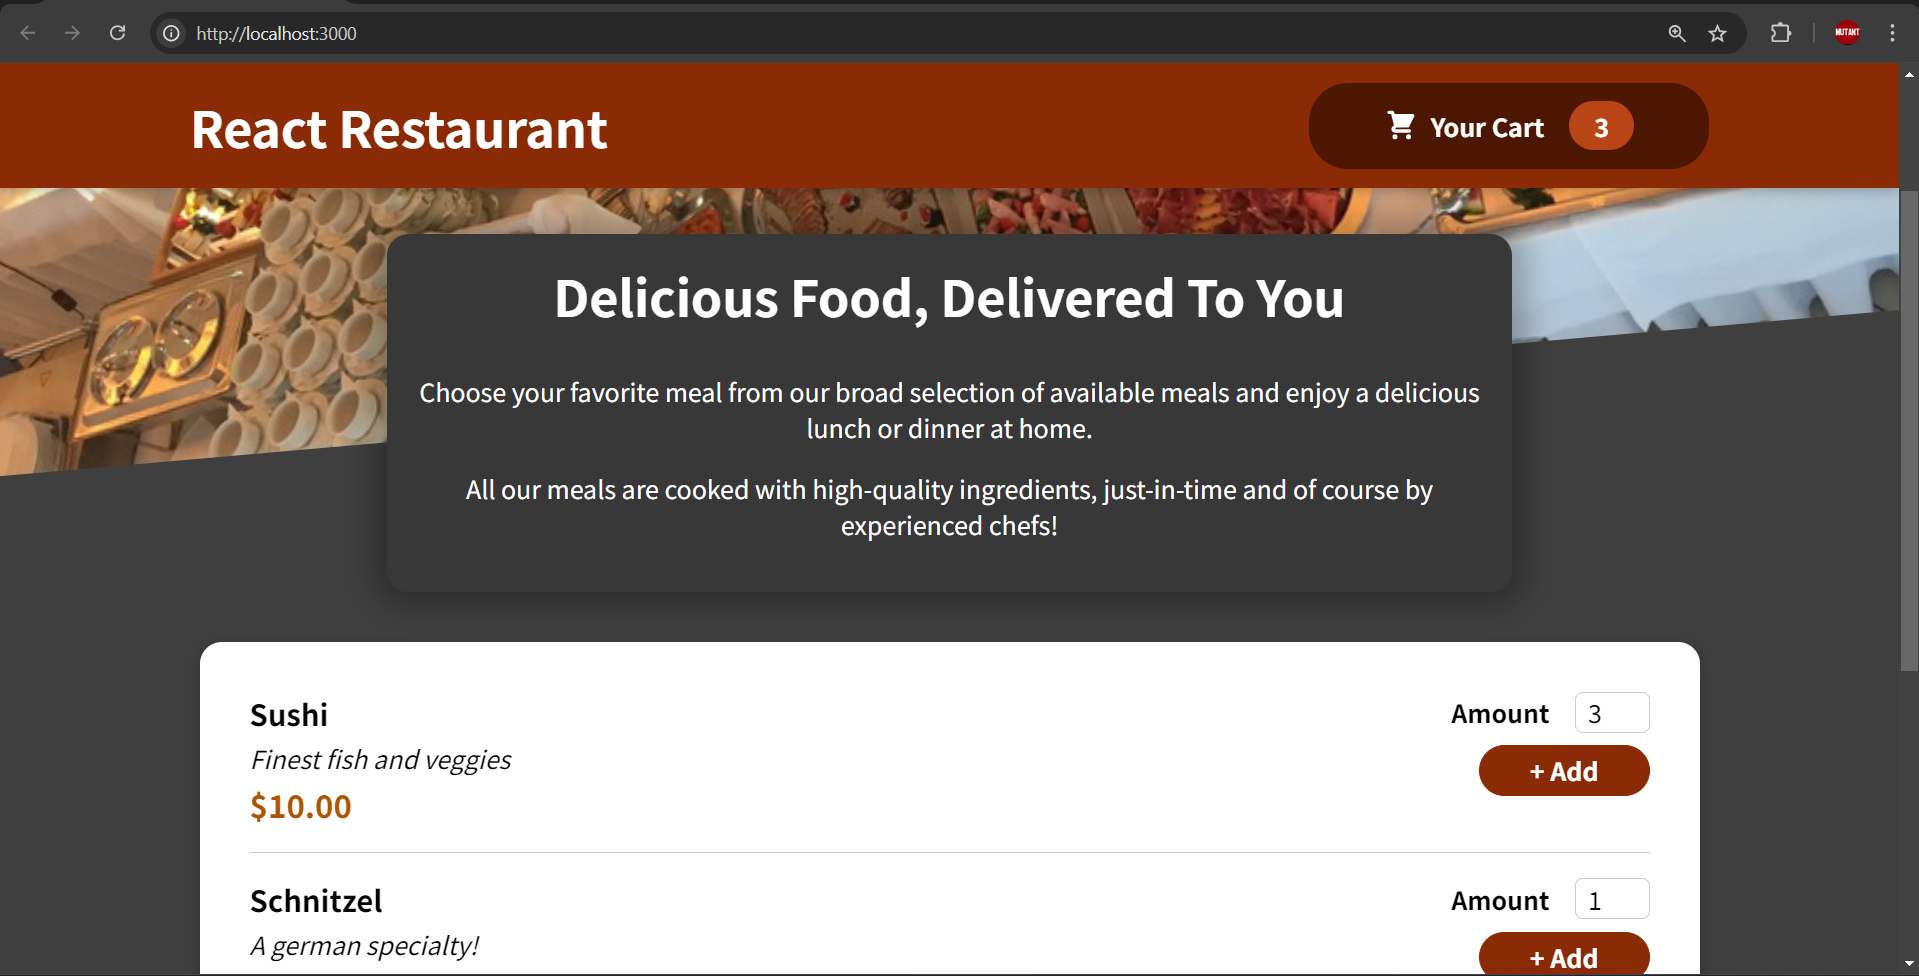 http://localhost:3000
MUTANT
React Restaurant
Your Cart 3
Delicious Food, Delivered To You
Choose your favorite meal from our broad selection of available meals and enjoy a delicious
lunch or dinner at home.
All our meals are cooked with high-quality ingredients, just-in-time and of course by
experienced chefs!
Sushi
Finest fish and veggies
$10.00
Amount 3
+ Add
Schnitzel
A german specialty!
Amount 1
+ Add